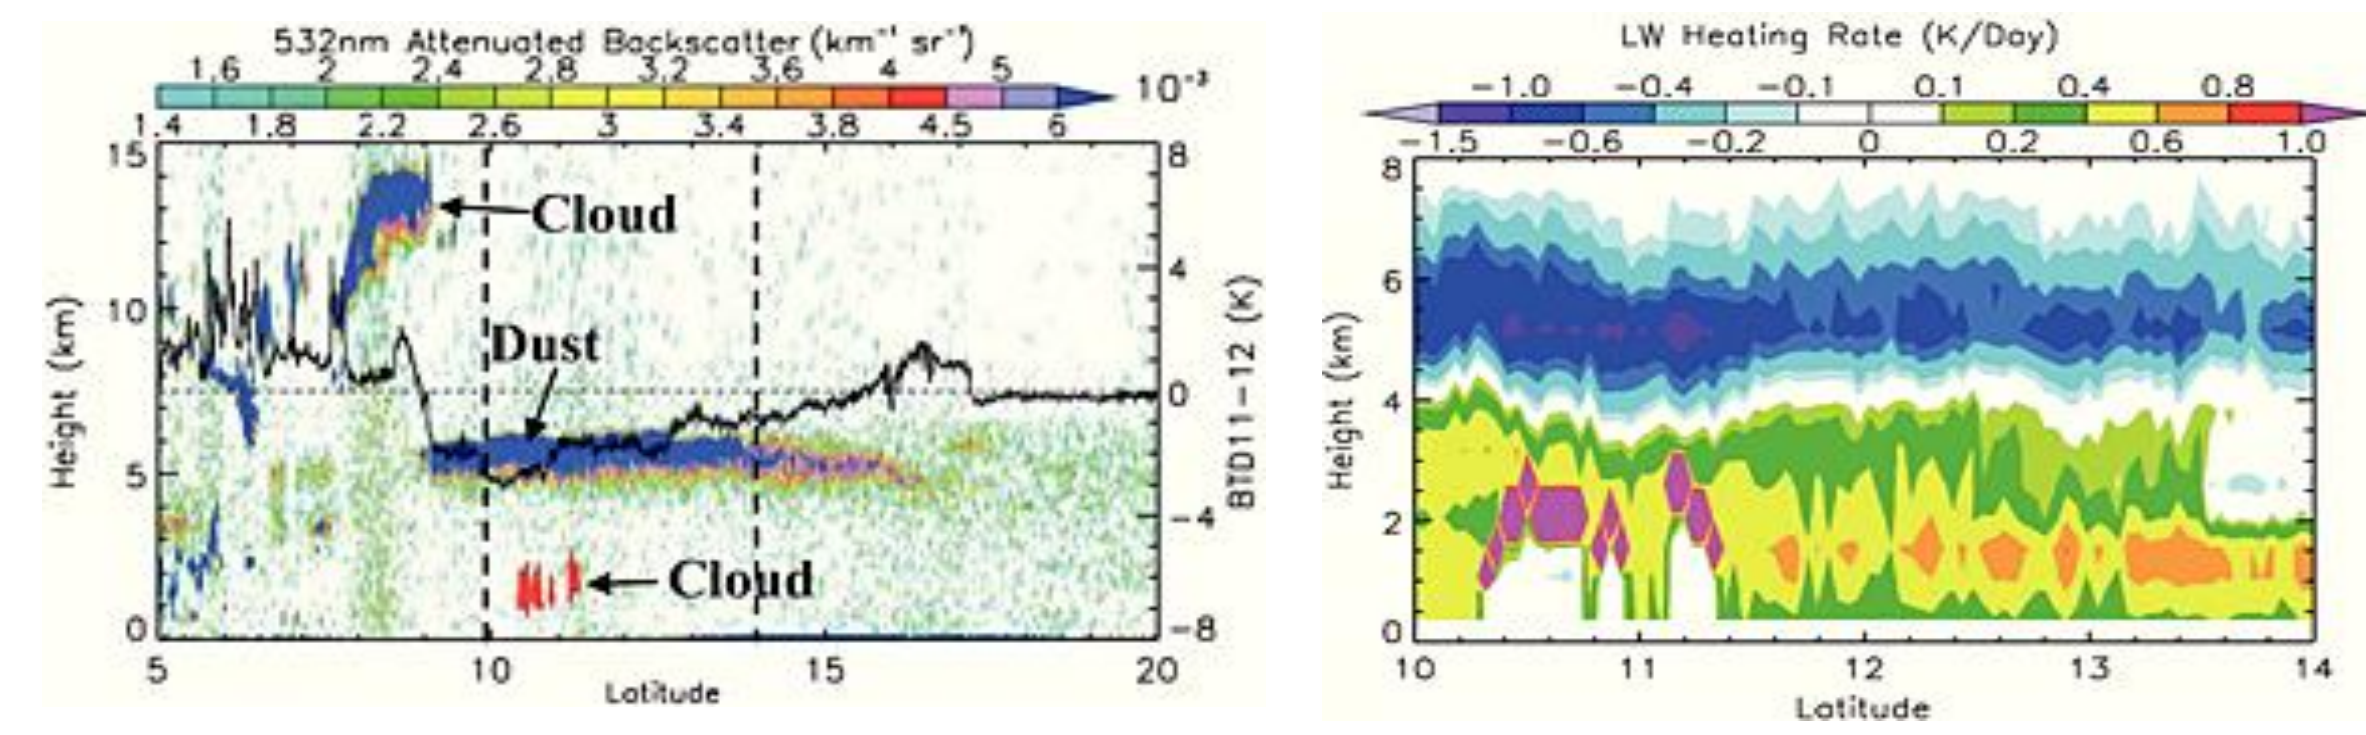 532nm Attenuated Backscatter (km⁻¹ sr⁻¹)
1.6 2 2.4 2.8 3.2 3.6 4 5
10⁻³
1.4 1.8 2.2 2.6 3 3.4 3.8 4.5 6
15
10
5
0
Height (km)
Cloud
Dust
Cloud
8
4
0
-4
-8
BTD11-12 (K)
5 10 15 20
Latitude
LW Heating Rate (K/Day)
-1.0 -0.4 -0.1 0.1 0.4 0.8
-1.5 -0.6 -0.2 0 0.2 0.6 1.0
8
6
4
2
0
Height (km)
10 11 12 13 14
Latitude